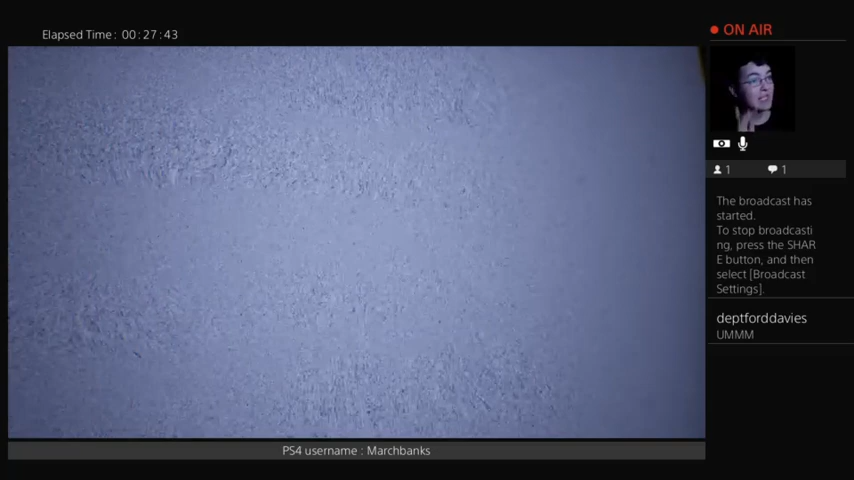 Elapsed Time : 00:27:43
ON AIR
1
1
The broadcast has
started.
To stop broadcasti
ng, press the SHAR
E button, and then
select [Broadcast
Settings].
deptforddavies
UMMM
PS4 username : Marchbanks